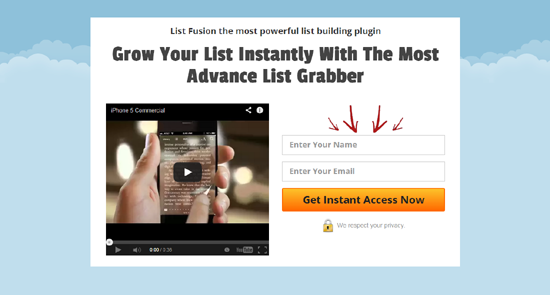 List Fusion the most powerful list building plugin
Grow Your List Instantly With The Most
Advance List Grabber
iPhone 5 Commercial
Enter Your Name
Enter Your Email
Get Instant Access Now
We respect your privacy
0:00 / 3:26
YouTube